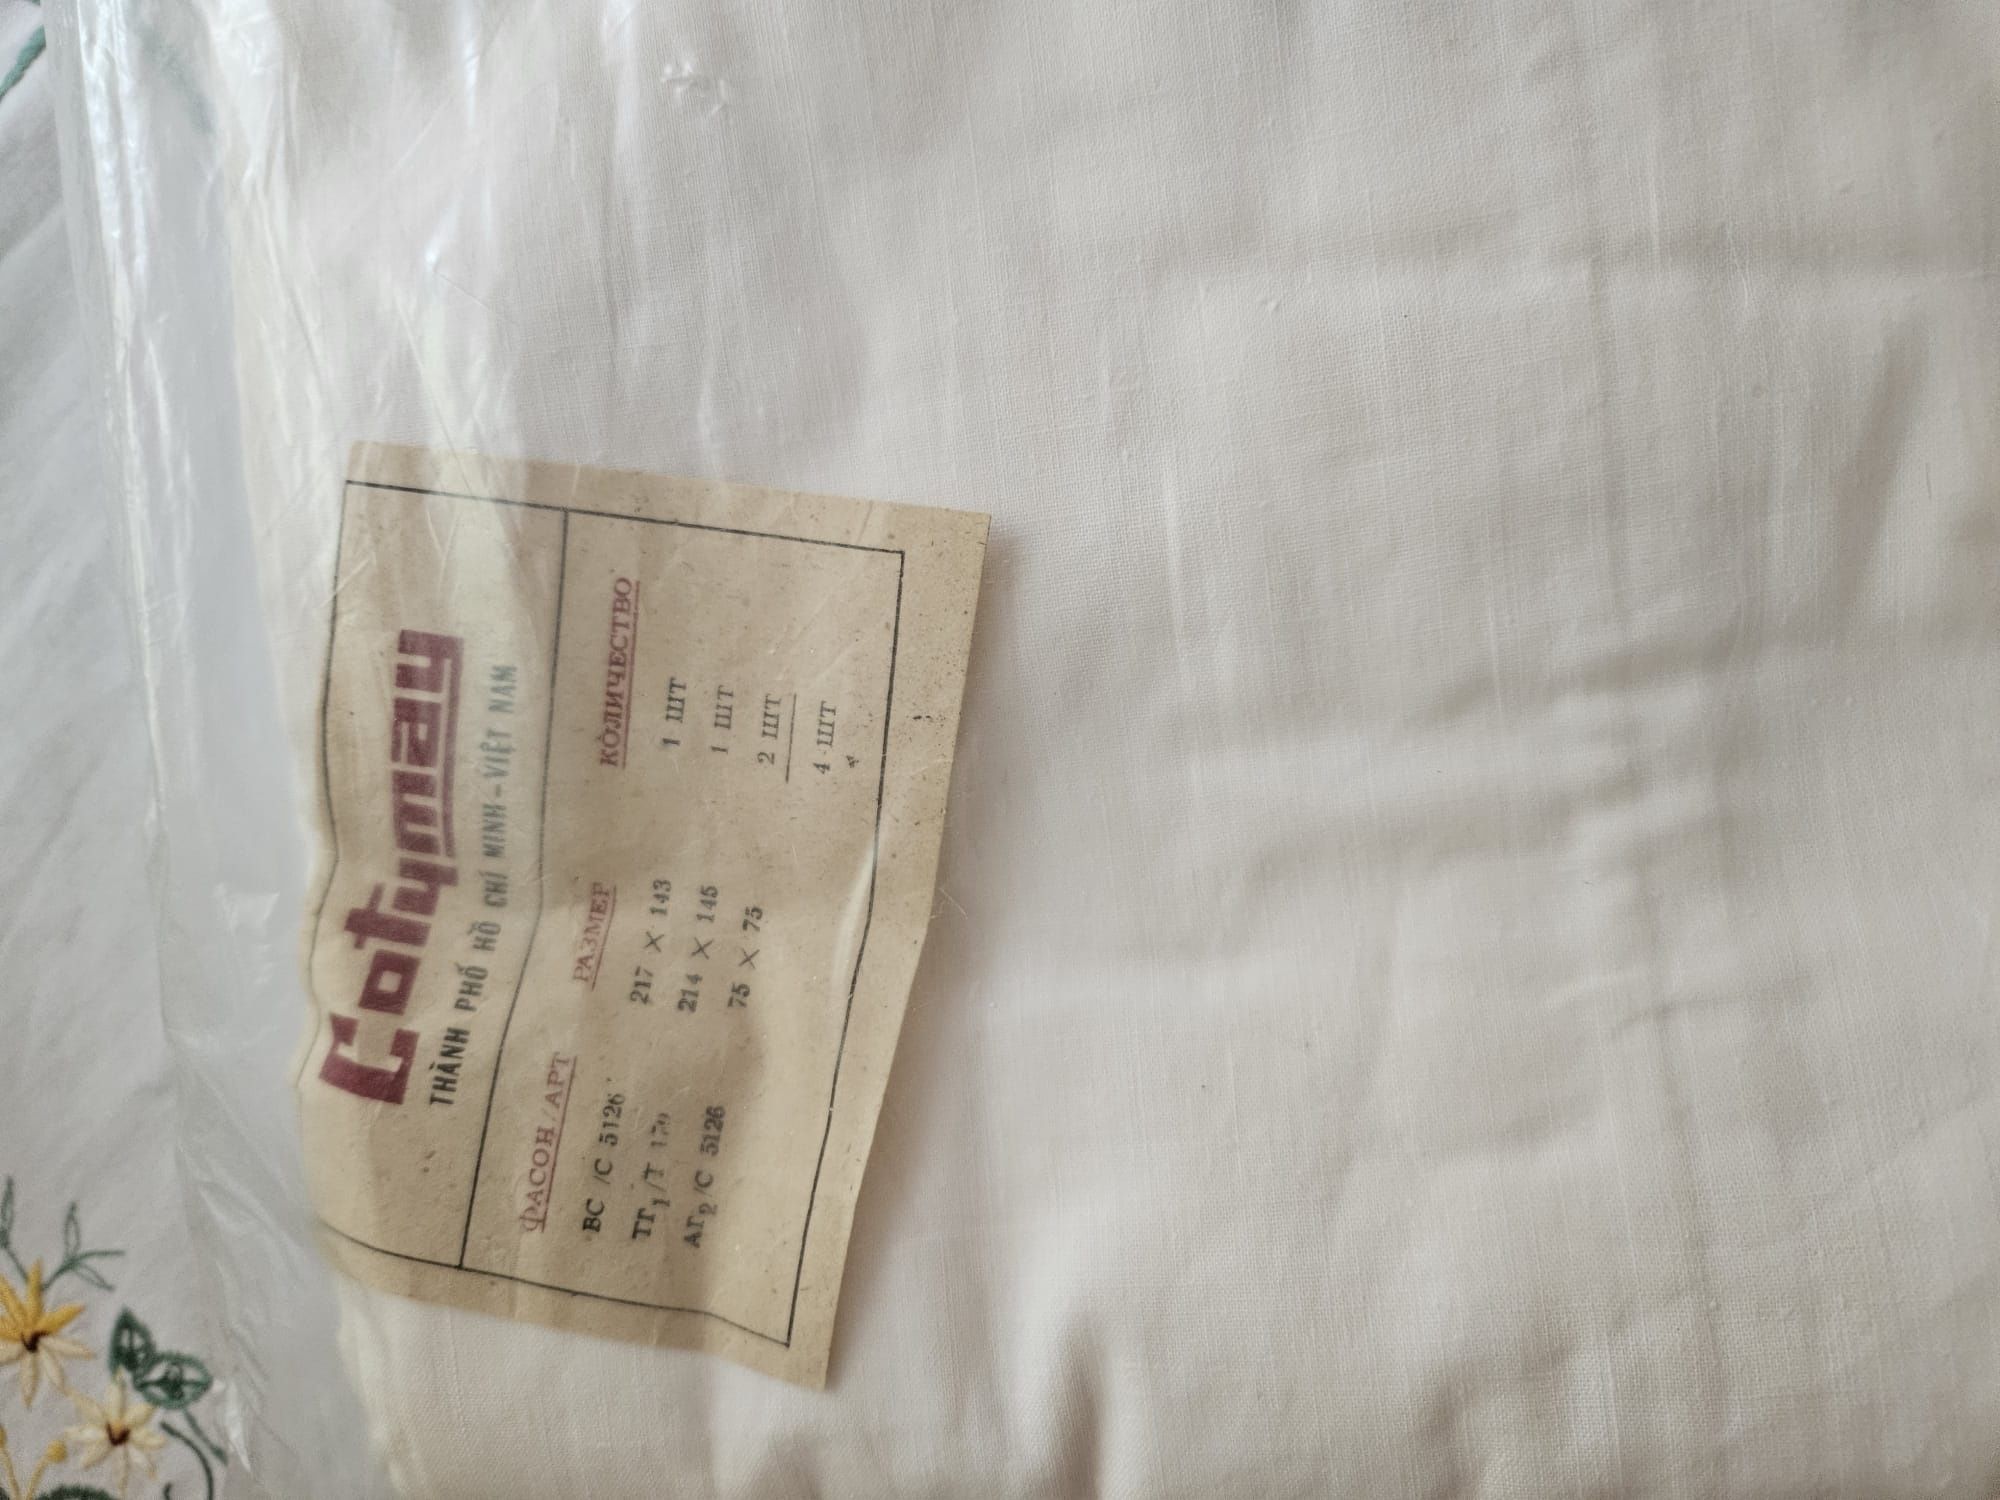 Cotymay
THÀNH PHỐ HỒ CHÍ MINH-VIỆT NAM
ФАСОН/АРТ РАЗМЕР КОЛИЧЕСТВО
ВС /С 5126 217 X 143 1 ШТ
ТГ1/Т 214 X 145 1 ШТ
АГ2/С 5126 75 X 75 2 ШТ
4 ШТ